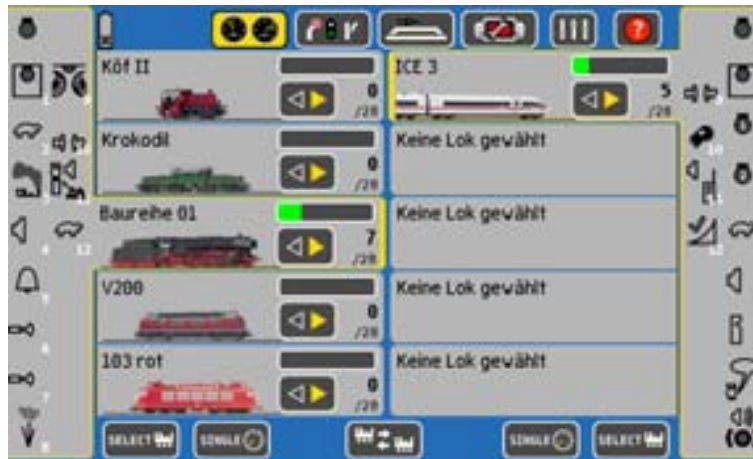 ?
Köf II
0
/28
ICE 3
5
/28
Krokodil
0
/28
Keine Lok gewählt
Baureihe 01
7
/28
Keine Lok gewählt
V200
0
/28
Keine Lok gewählt
103 rot
0
/28
Keine Lok gewählt
SELECT
SINGLE
SINGLE
SELECT